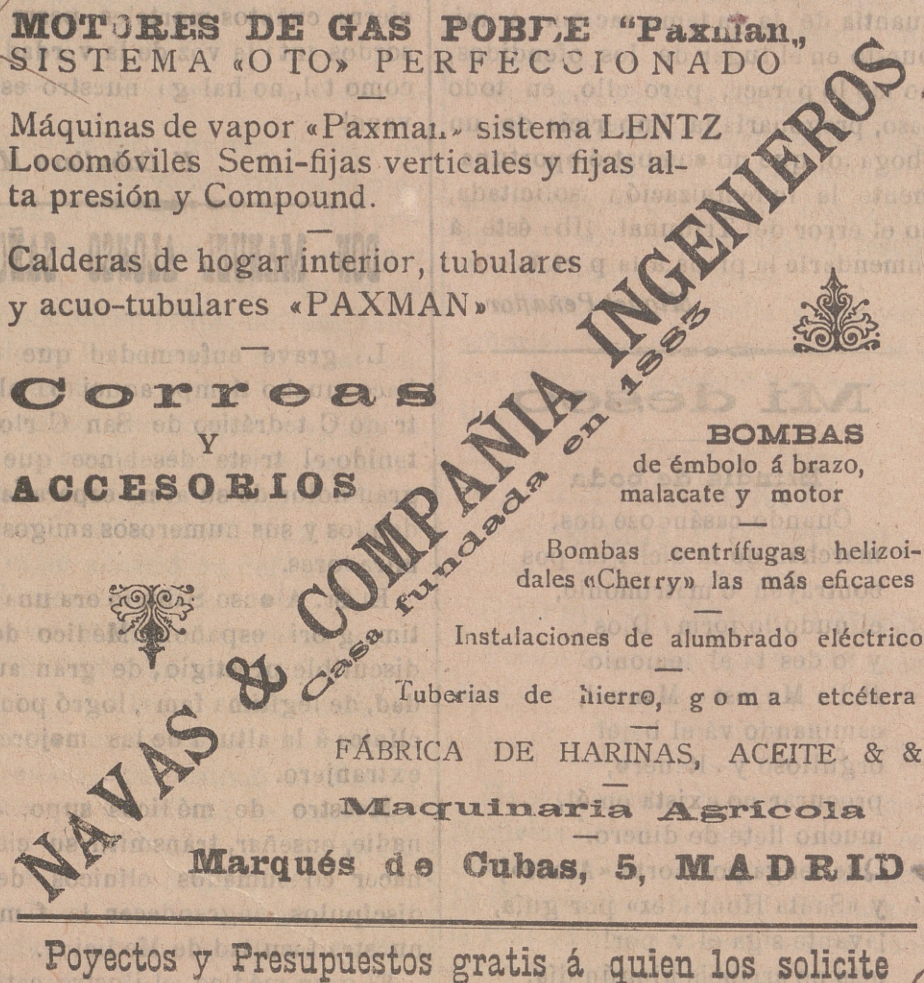 MOTORES DE GAS POBRE “Paxman„
SISTEMA «OTO» PERFECCIONADO
Máquinas de vapor «Paxman» sistema LENTZ
Locomóviles Semi-fijas verticales y fijas al-
ta presión y Compound.
Calderas de hogar interior, tubulares
y acuo-tubulares «PAXMAN»
Correas
Y
ACCESORIOS
NAVAS & COMPAÑIA INGENIEROS
Casa fundada en 1883
BOMBAS
de émbolo á brazo,
malacate y motor
Bombas centrífugas helizoi-
dales «Cherry» las más eficaces
Instalaciones de alumbrado eléctrico
Tuberias de hierro, goma etcétera
FÁBRICA DE HARINAS, ACEITE & &
Maquinaria Agrícola
Marqués de Cubas, 5, MADRID
Poyectos y Presupuestos gratis á quien los solicite